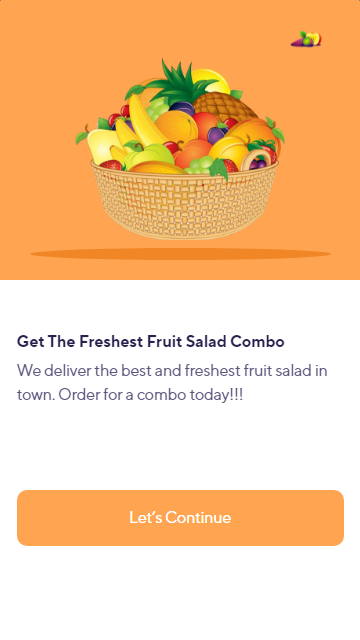 Get The Freshest Fruit Salad Combo
We deliver the best and freshest fruit salad in
town. Order for a combo today!!!
Let’s Continue